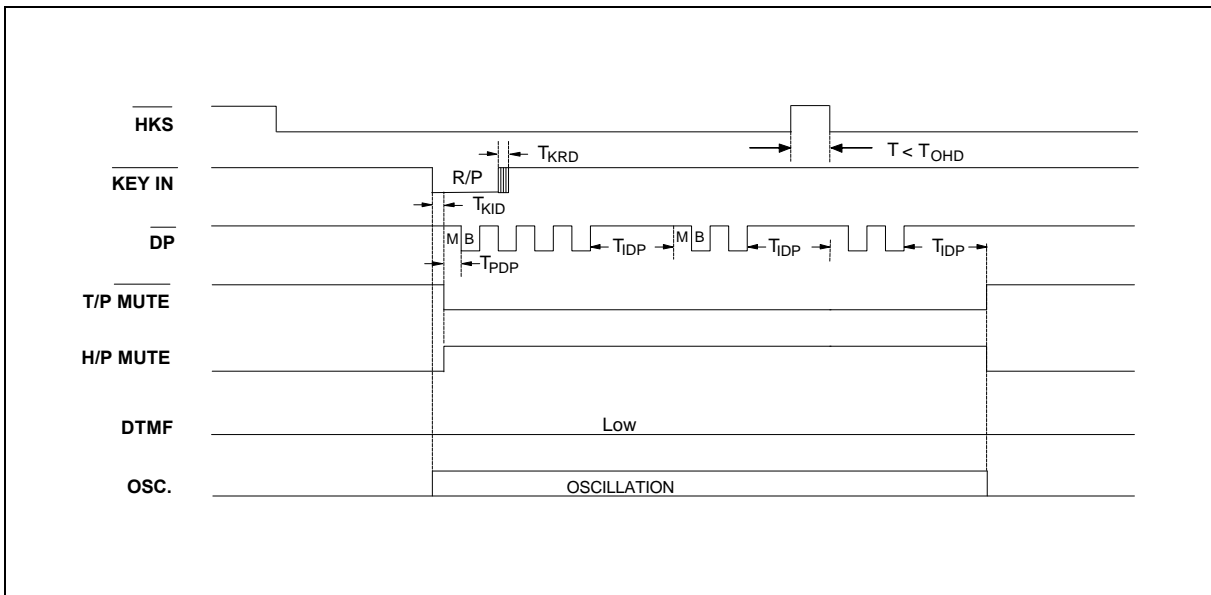 HKS
T < TOHD
TKRD
KEY IN
R/P
TKID
DP
M B
TIDP
M B
TIDP
TIDP
TPDP
T/P MUTE
H/P MUTE
DTMF
Low
OSC.
OSCILLATION